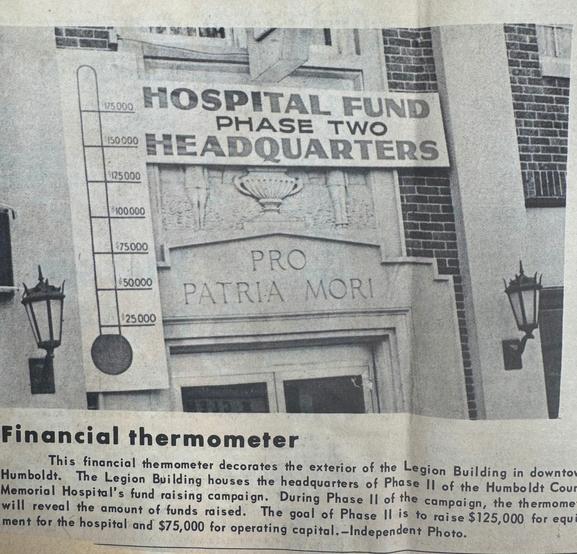 HOSPITAL FUND
PHASE TWO
HEADQUARTERS
175000
150000
$125000
$100000
$75000
$50000
$25000
PRO
PATRIA MORI
Financial thermometer
This financial thermometer decorates the exterior of the Legion Building in downtow
Humboldt. The Legion Building houses the headquarters of Phase II of the Humboldt Coun
Memorial Hospital's fund raising campaign. During Phase II of the campaign, the thermome
will reveal the amount of funds raised. The goal of Phase II is to raise $125,000 for equi
ment for the hospital and $75,000 for operating capital.—Independent Photo.